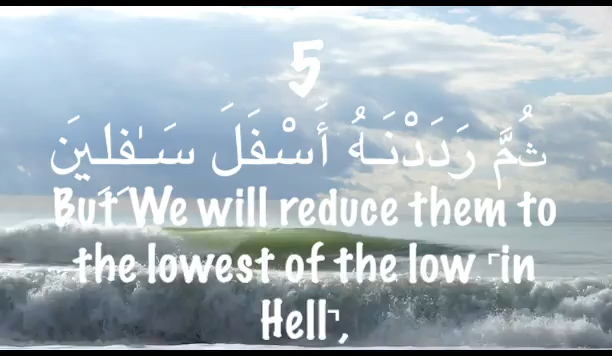 5
ثُمَّ رَدَدْنَـٰهُ أَسْفَلَ سَـٰفِلِينَ
But We will reduce them to
the lowest of the low ⌜in
Hell⌝,